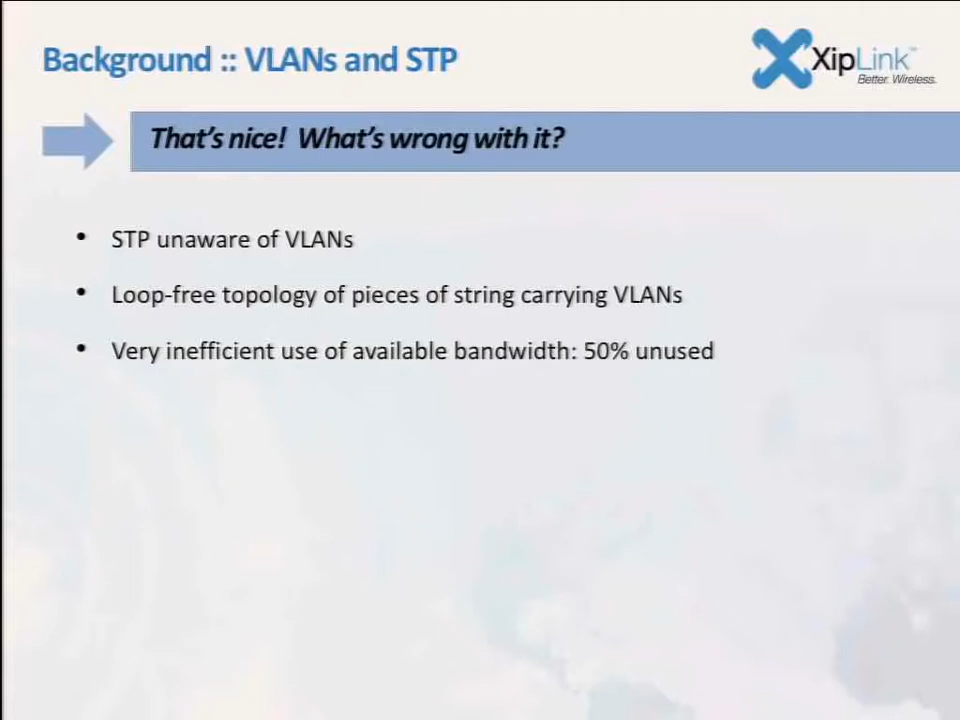 Background :: VLANs and STP
XipLink™
Better. Wireless.
That's nice! What's wrong with it?
• STP unaware of VLANs
• Loop-free topology of pieces of string carrying VLANs
• Very inefficient use of available bandwidth: 50% unused